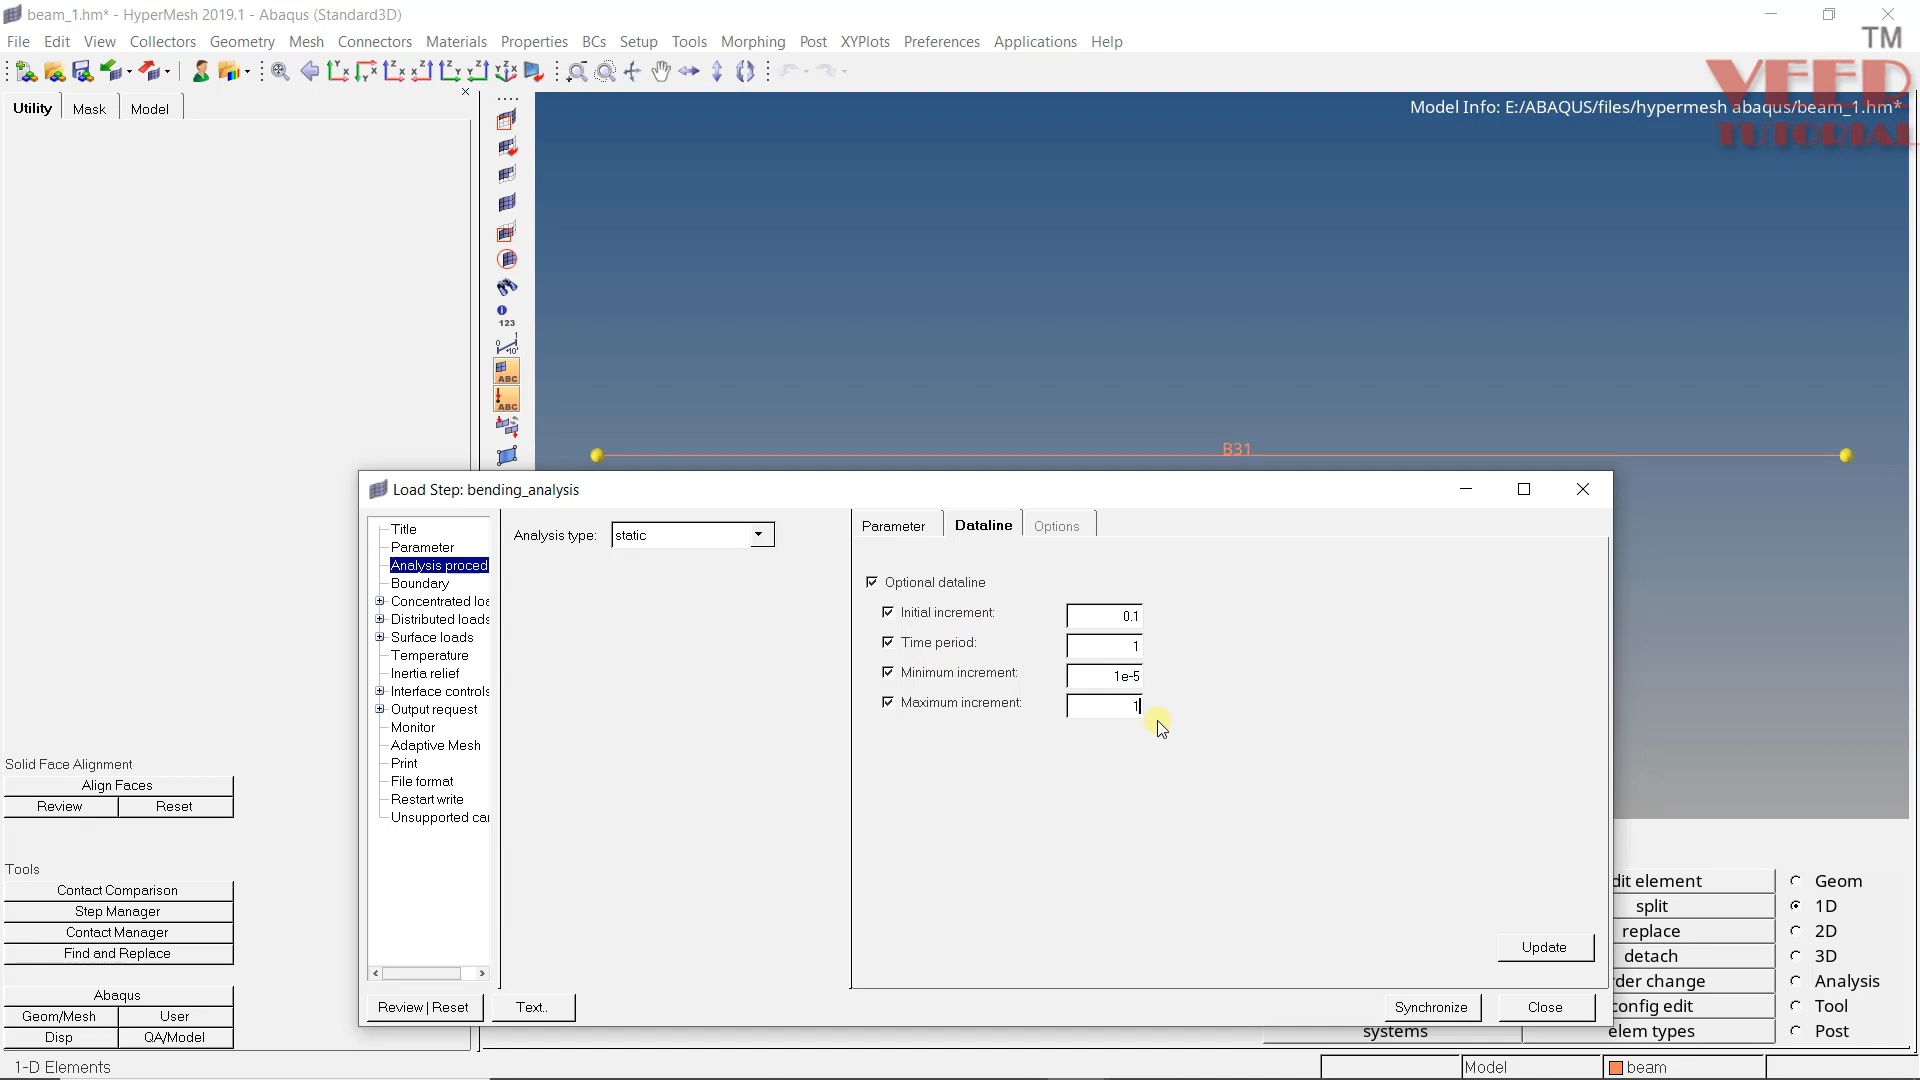 beam_1.hm* - HyperMesh 2019.1 - Abaqus (Standard3D)
File Edit View Collectors Geometry Mesh Connectors Materials Properties BCs Setup Tools Morphing Post XYPlots Preferences Applications Help
TM
VEED
TUTORIAL
Utility Mask Model
Model Info: E:/ABAQUS/files/hypermesh abaqus/beam_1.hm*
123
ABC
ABC
B31
Load Step: bending_analysis
Title
Parameter
Analysis proced
Boundary
Concentrated loa
Distributed loads
Surface loads
Temperature
Inertia relief
Interface controls
Output request
Monitor
Adaptive Mesh
Print
File format
Restart write
Unsupported car
Analysis type: static
Parameter Dataline Options
Optional dataline
Initial increment: 0.1
Time period: 1
Minimum increment: 1e-5
Maximum increment: 1
Update
Review | Reset Text.. Synchronize Close
Solid Face Alignment
Align Faces
Review Reset
Tools
Contact Comparison
Step Manager
Contact Manager
Find and Replace
Abaqus
Geom/Mesh User
Disp QA/Model
dit element
split
replace
detach
der change
config edit
systems elem types
Geom
1D
2D
3D
Analysis
Tool
Post
1-D Elements Model beam